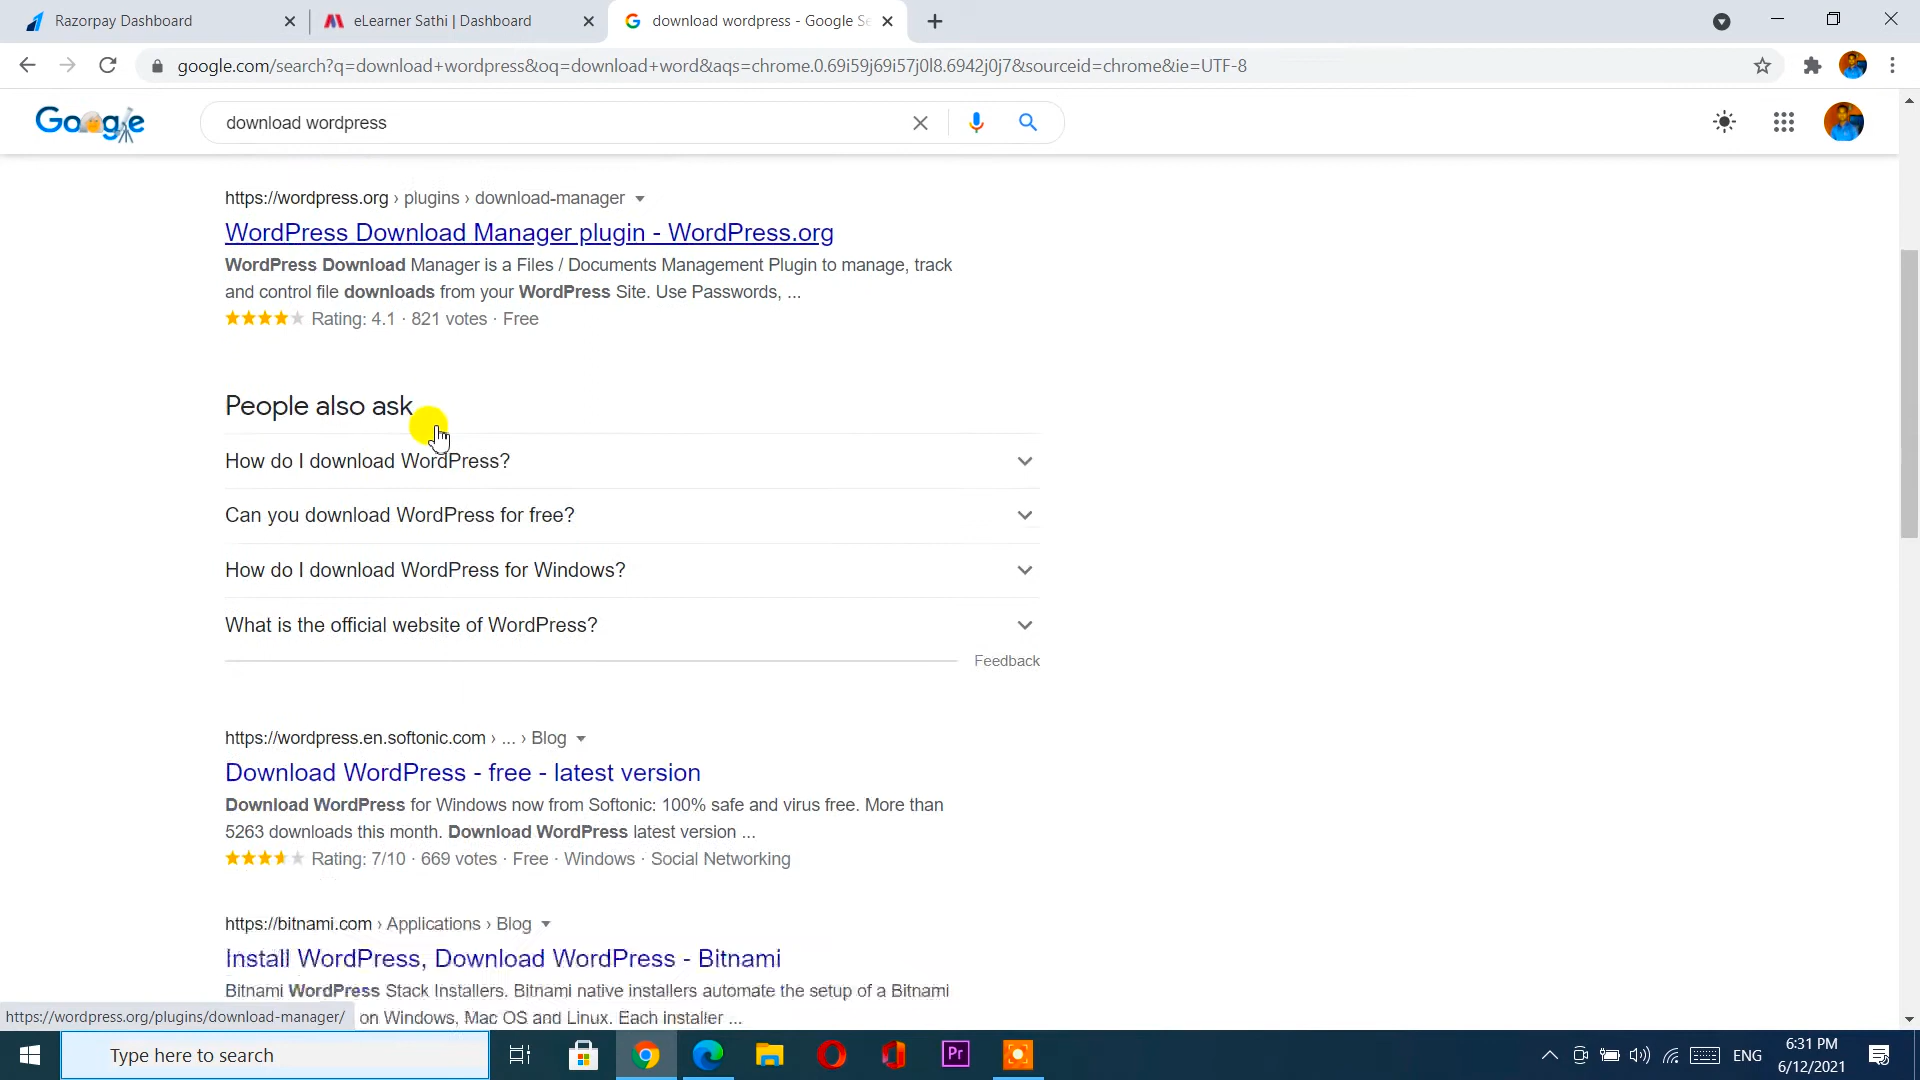 Razorpay Dashboard
eLearner Sathi | Dashboard
download wordpress - Google Se
google.com/search?q=download+wordpress&oq=download+word&aqs=chrome.0.69i59j69i57j0l8.6942j0j7&sourceid=chrome&ie=UTF-8
Google
download wordpress
https://wordpress.org › plugins › download-manager
WordPress Download Manager plugin - WordPress.org
WordPress Download Manager is a Files / Documents Management Plugin to manage, track
and control file downloads from your WordPress Site. Use Passwords, ...
Rating: 4.1 · 821 votes · Free
People also ask
How do I download WordPress?
Can you download WordPress for free?
How do I download WordPress for Windows?
What is the official website of WordPress?
Feedback
https://wordpress.en.softonic.com › ... › Blog
Download WordPress - free - latest version
Download WordPress for Windows now from Softonic: 100% safe and virus free. More than
5263 downloads this month. Download WordPress latest version ...
Rating: 7/10 · 669 votes · Free · Windows · Social Networking
https://bitnami.com › Applications › Blog
Install WordPress, Download WordPress - Bitnami
Bitnami WordPress Stack Installers. Bitnami native installers automate the setup of a Bitnami
on Windows, Mac OS and Linux. Each installer ...
https://wordpress.org/plugins/download-manager/
Type here to search
Pr
ENG
6:31 PM
6/12/2021